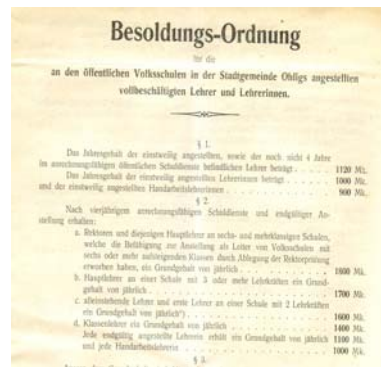 Besoldungs-Ordnung
für die
an den öffentlichen Volksschulen in der Stadtgemeinde Ohligs angestellten
vollbeschäftigten Lehrer und Lehrerinnen.
§ 1.
Das Jahresgehalt der einstweilig angestellten, sowie der noch nicht 4 Jahre
im anrechnungsfähigen öffentlichen Schuldienste befindlichen Lehrer beträgt . . 1120 Mk.
Das Jahresgehalt der einstweilig angestellten Lehrerinnen beträgt . . . . 1000 Mk.
und der einstweilig angestellten Handarbeitslehrerinnen . . . . . . . . . 900 Mk.
§ 2.
Nach vierjährigem anrechnungsfähigen Schuldienste und endgültiger An-
stellung erhalten:
a. Rektoren und diejenigen Hauptlehrer an sechs- und mehrklassigen Schulen,
welche die Befähigung zur Anstellung als Leiter von Volksschulen mit
sechs oder mehr aufsteigenden Klassen durch Ablegung der Rektorprüfung
erworben haben, ein Grundgehalt von jährlich . . . . . . . . . . 1800 Mk.
b. Hauptlehrer an einer Schule mit 3 oder mehr Lehrkräften ein Grund-
gehalt von jährlich . . . . . . . . . . . . . . . . . . . 1700 Mk.
c. alleinstehende Lehrer und erste Lehrer an einer Schule mit 2 Lehrkräften
ein Grundgehalt von jährlich*) . . . . . . . . . . . . . . . 1600 Mk.
d. Klassenlehrer ein Grundgehalt von jährlich . . . . . . . . . . . 1400 Mk.
Jede endgültig angestellte Lehrerin erhält ein Grundgehalt von jährlich 1100 Mk.
und jede Handarbeitslehrerin . . . . . . . . . . . . . . . . 1000 Mk.
§ 3.